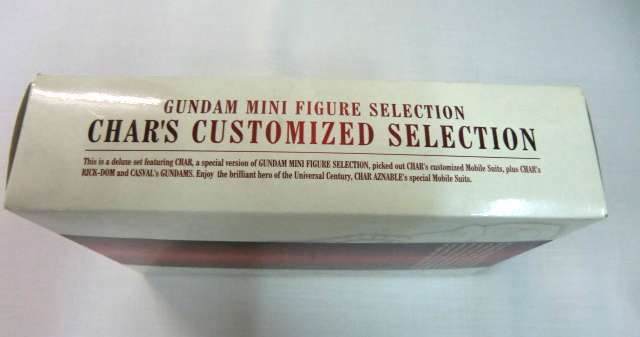 GUNDAM MINI FIGURE SELECTION
CHAR'S CUSTOMIZED SELECTION
This is a deluxe set featuring CHAR, a special version of GUNDAM MINI FIGURE SELECTION, picked out CHAR's customized Mobile Suits, plus CHAR's
RICK-DOM and CASVAL's GUNDAMS. Enjoy the brilliant hero of the Universal Century, CHAR AZNABLE's special Mobile Suits.